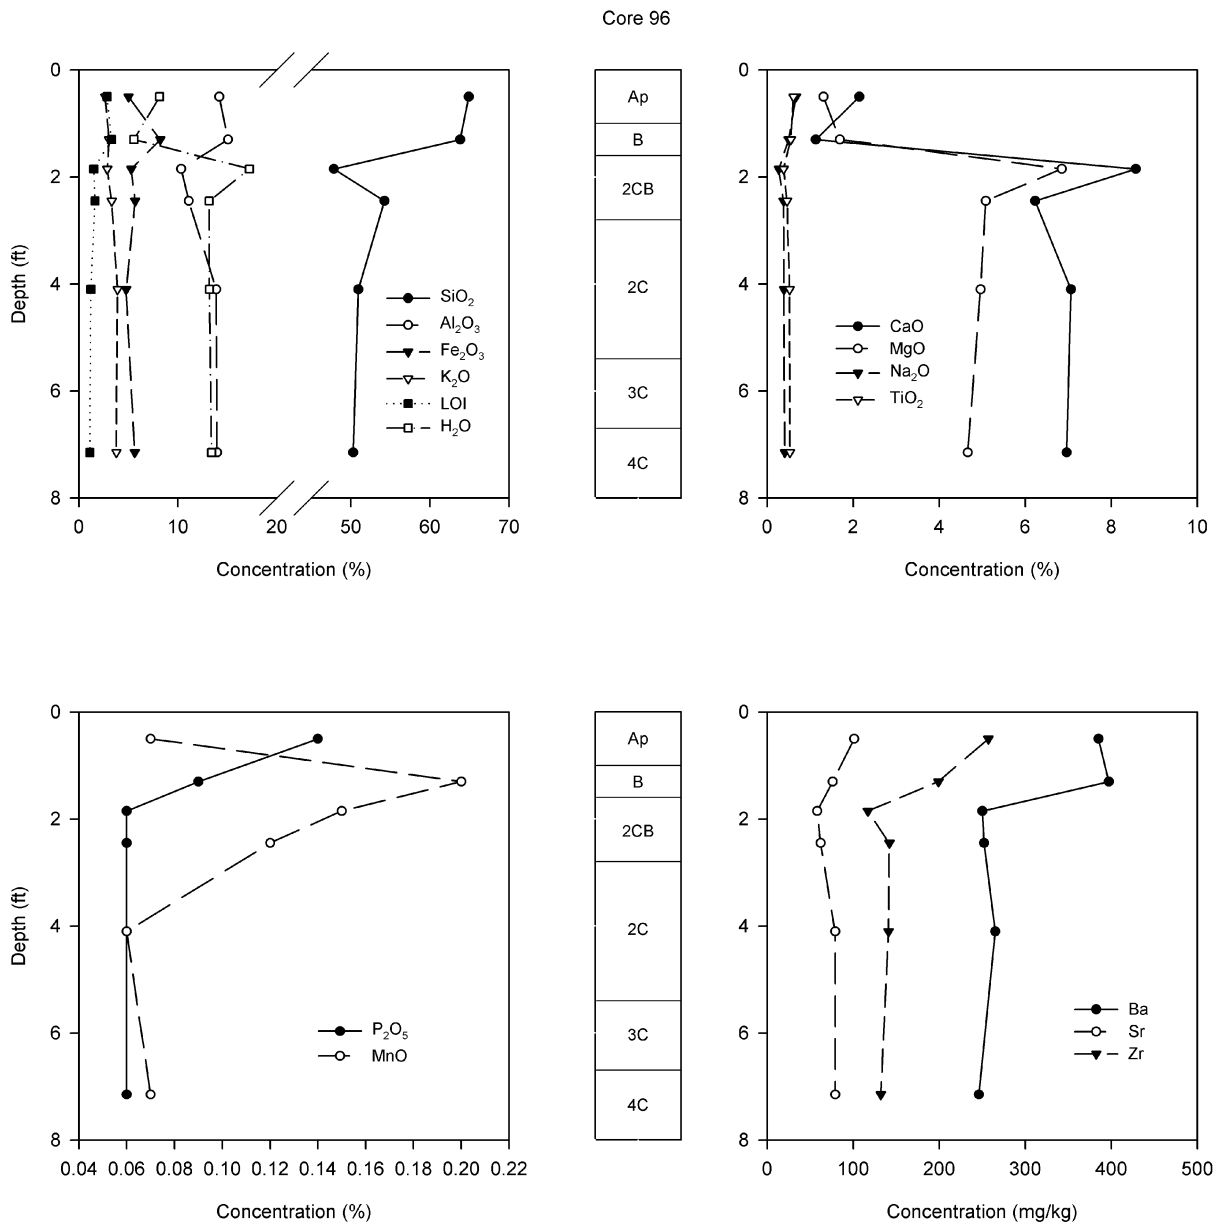 Core 96
0
2
4
6
8
Depth (ft)
0 10 20 50 60 70
Concentration (%)
SiO₂
Al₂O₃
Fe₂O₃
K₂O
LOI
H₂O
Ap
B
2CB
2C
3C
4C
0
2
4
6
8
0 2 4 6 8 10
Concentration (%)
CaO
MgO
Na₂O
TiO₂
0
2
4
6
8
Depth (ft)
0.04 0.06 0.08 0.10 0.12 0.14 0.16 0.18 0.20 0.22
Concentration (%)
P₂O₅
MnO
Ap
B
2CB
2C
3C
4C
0
2
4
6
8
0 100 200 300 400 500
Concentration (mg/kg)
Ba
Sr
Zr